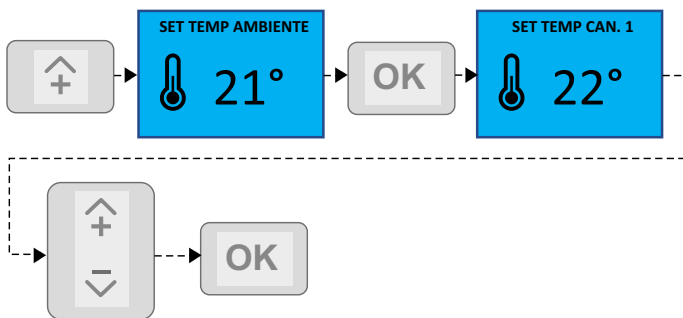 SET TEMP AMBIENTE
21°
OK
SET TEMP CAN. 1
22°
+
–
OK